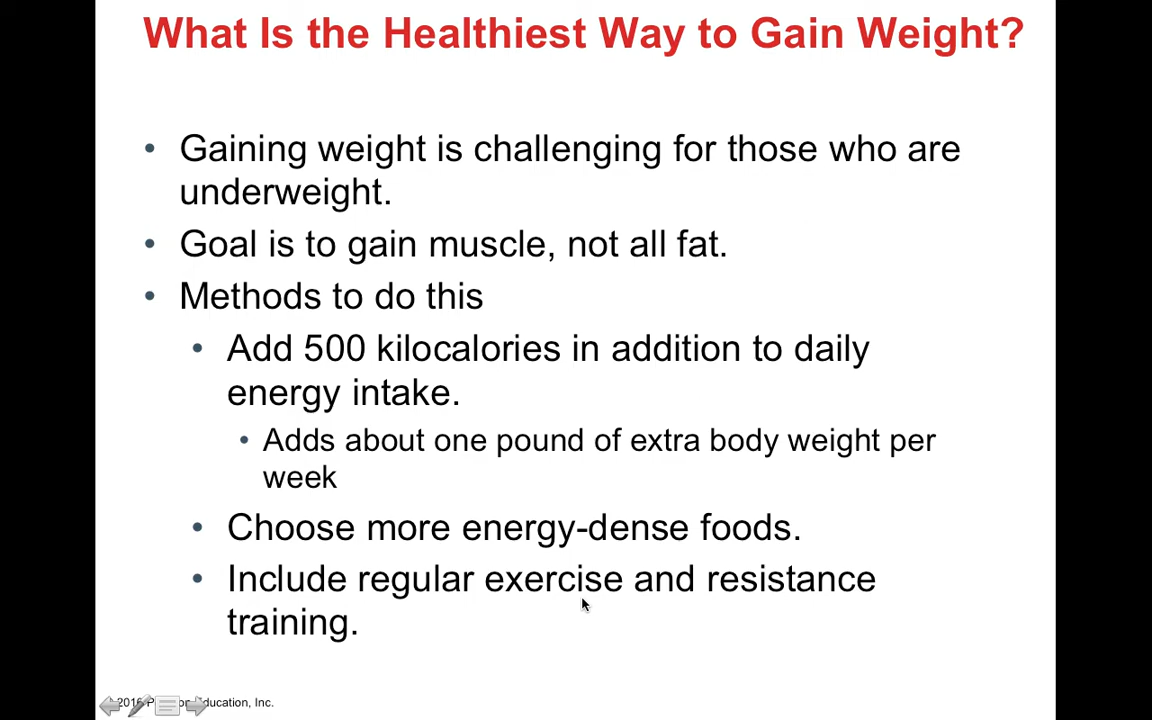 What Is the Healthiest Way to Gain Weight?
• Gaining weight is challenging for those who are
underweight.
• Goal is to gain muscle, not all fat.
• Methods to do this
• Add 500 kilocalories in addition to daily
energy intake.
• Adds about one pound of extra body weight per
week
• Choose more energy-dense foods.
• Include regular exercise and resistance
training.
2016 Education, Inc.